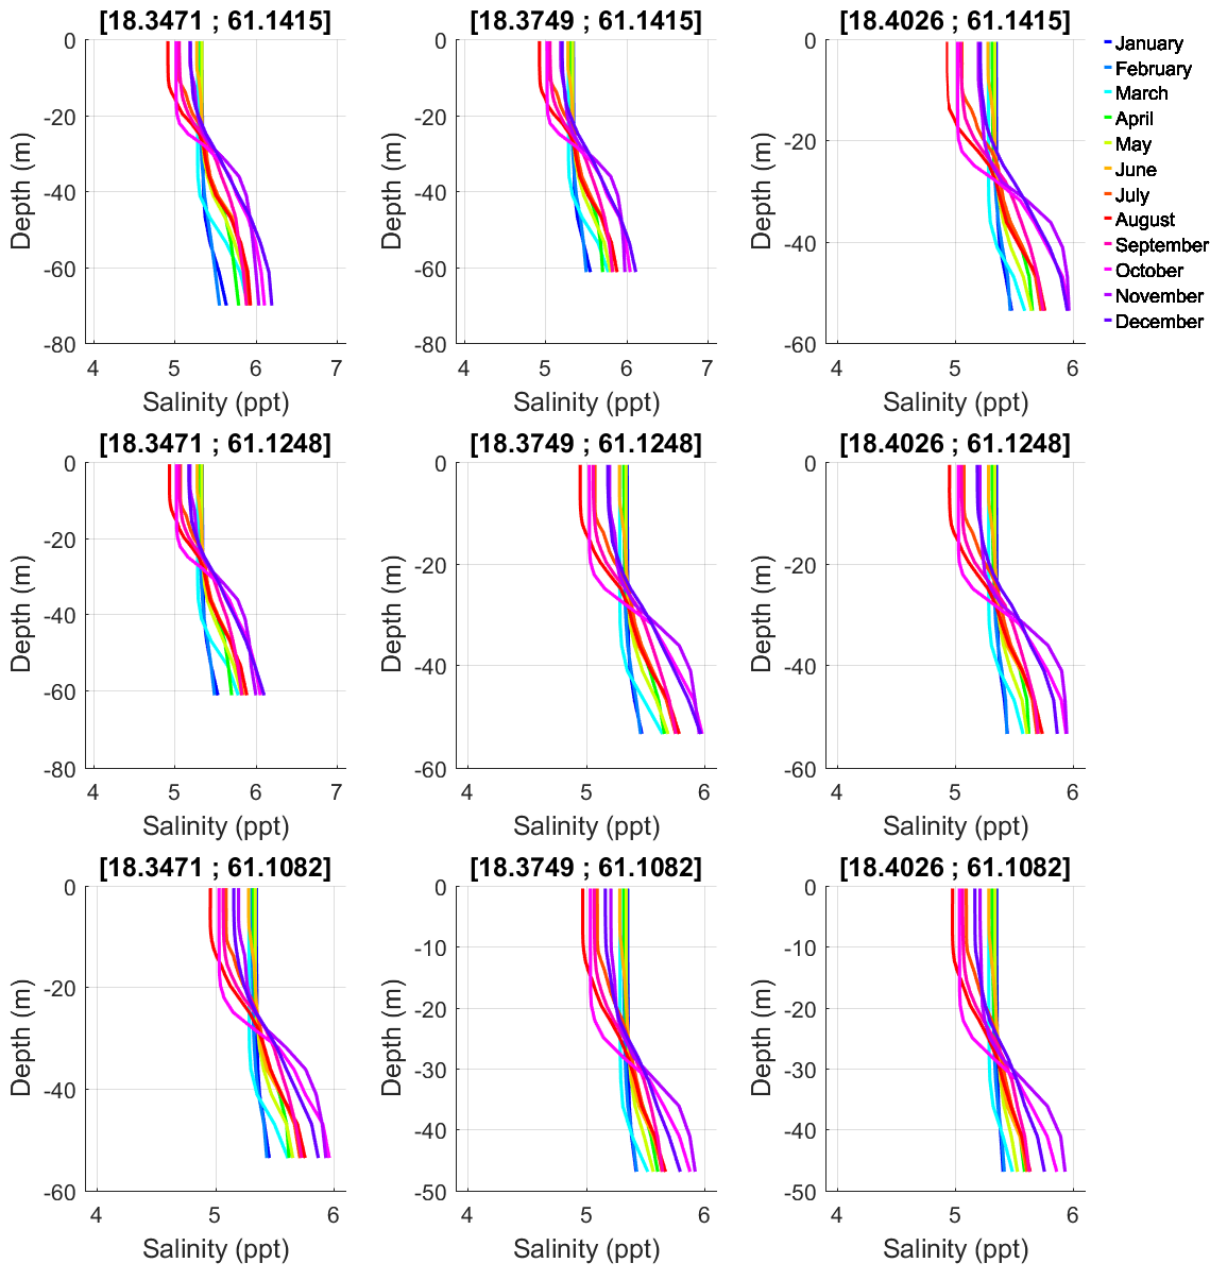 [18.3471 ; 61.1415]
0
-20
-40
-60
-80
Depth (m)
4 5 6 7
Salinity (ppt)
[18.3749 ; 61.1415]
0
-20
-40
-60
-80
Depth (m)
4 5 6 7
Salinity (ppt)
[18.4026 ; 61.1415]
0
-20
-40
-60
Depth (m)
4 5 6
Salinity (ppt)
January
February
March
April
May
June
July
August
September
October
November
December
[18.3471 ; 61.1248]
0
-20
-40
-60
-80
Depth (m)
4 5 6 7
Salinity (ppt)
[18.3749 ; 61.1248]
0
-20
-40
-60
Depth (m)
4 5 6
Salinity (ppt)
[18.4026 ; 61.1248]
0
-20
-40
-60
Depth (m)
4 5 6
Salinity (ppt)
[18.3471 ; 61.1082]
0
-20
-40
-60
Depth (m)
4 5 6
Salinity (ppt)
[18.3749 ; 61.1082]
0
-10
-20
-30
-40
-50
Depth (m)
4 5 6
Salinity (ppt)
[18.4026 ; 61.1082]
0
-10
-20
-30
-40
-50
Depth (m)
4 5 6
Salinity (ppt)